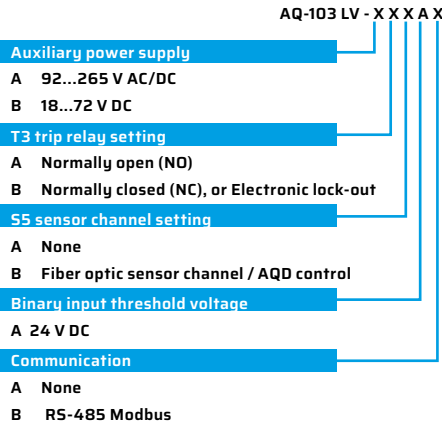 AQ-103 LV - X X X A X
Auxiliary power supply
A 92...265 V AC/DC
B 18...72 V DC
T3 trip relay setting
A Normally open (NO)
B Normally closed (NC), or Electronic lock-out
S5 sensor channel setting
A None
B Fiber optic sensor channel / AQD control
Binary input threshold voltage
A 24 V DC
Communication
A None
B RS-485 Modbus